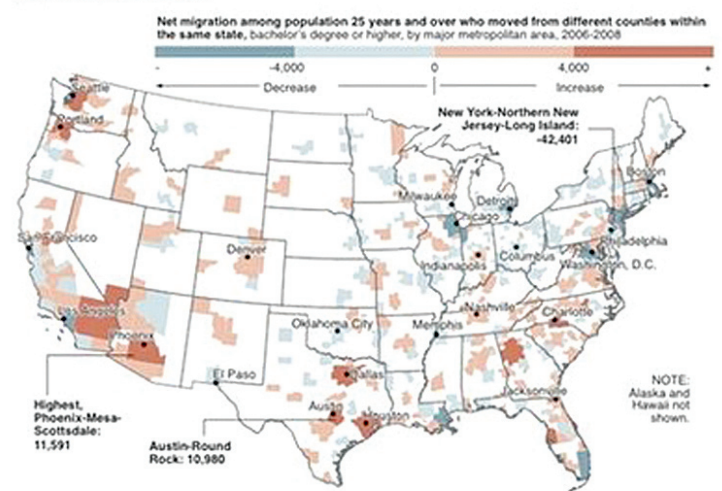 Net migration among population 25 years and over who moved from different counties within
the same state, bachelor's degree or higher, by major metropolitan area, 2006-2008
- -4,000 0 4,000 +
Decrease Increase
New York-Northern New
Jersey-Long Island:
-42,401
Seattle
Portland
Boston
Milwaukee
Detroit
Chicago
San Francisco
Philadelphia
Denver
Indianapolis
Columbus
Washington, D.C.
Los Angeles
Oklahoma City
Memphis
Nashville
Charlotte
Phoenix
El Paso
Dallas
Jacksonville
Austin
Houston
Highest,
Phoenix-Mesa-
Scottsdale:
11,591
Austin-Round
Rock: 10,980
NOTE:
Alaska and
Hawaii not
shown.